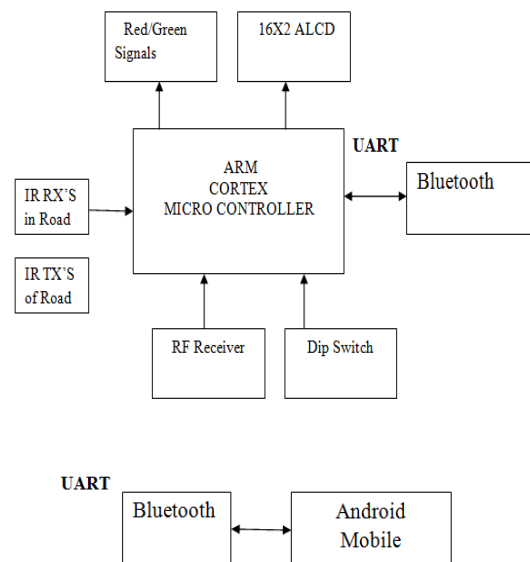 Red/Green
Signals
16X2 ALCD
UART
ARM
CORTEX
MICRO CONTROLLER
Bluetooth
IR RX'S
in Road
IR TX'S
of Road
RF Receiver
Dip Switch
UART
Bluetooth
Android
Mobile